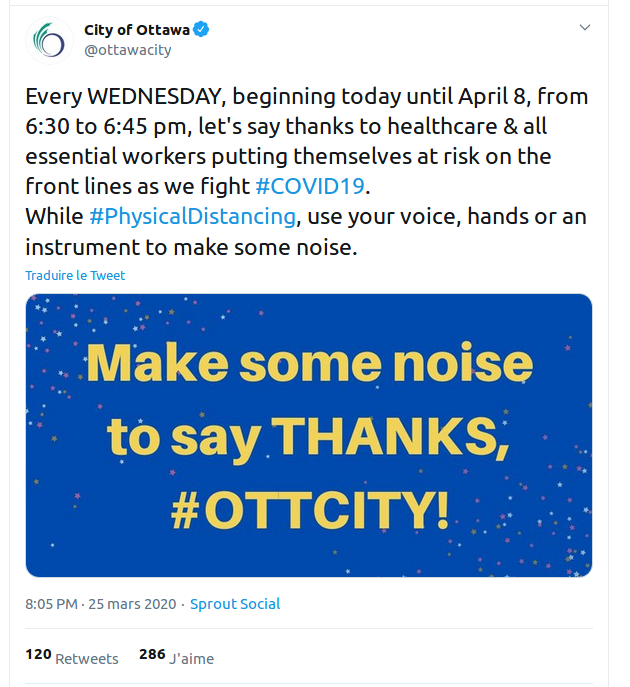 City of Ottawa
@ottawacity
Every WEDNESDAY, beginning today until April 8, from
6:30 to 6:45 pm, let's say thanks to healthcare & all
essential workers putting themselves at risk on the
front lines as we fight #COVID19.
While #PhysicalDistancing, use your voice, hands or an
instrument to make some noise.
Traduire le Tweet
Make some noise
to say THANKS,
#OTTCITY!
8:05 PM · 25 mars 2020 · Sprout Social
120 Retweets 286 J'aime